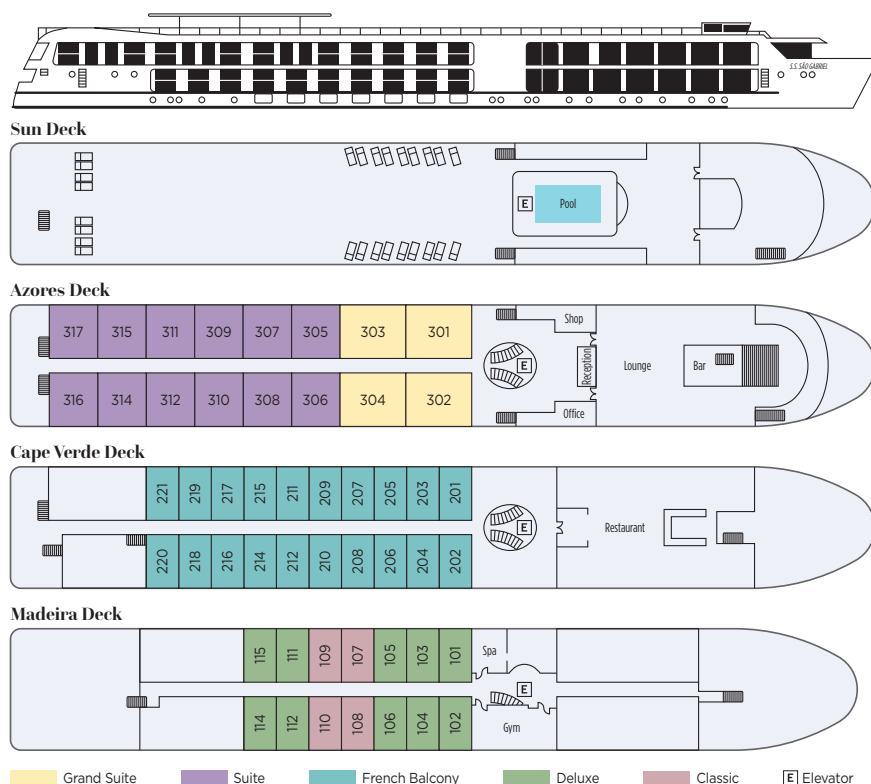 S.S. SÃO GABRIEL
Sun Deck
E
Pool
Azores Deck
317 315 311 309 307 305 303 301
Shop
E
Reception
Lounge
Bar
316 314 312 310 308 306 304 302
Office
Cape Verde Deck
221 219 217 215 211 209 207 205 203 201
E
Restaurant
220 218 216 214 212 210 208 206 204 202
Madeira Deck
115 111 109 107 105 103 101
Spa
E
114 112 110 108 106 104 102
Gym
Grand Suite Suite French Balcony Deluxe Classic E Elevator